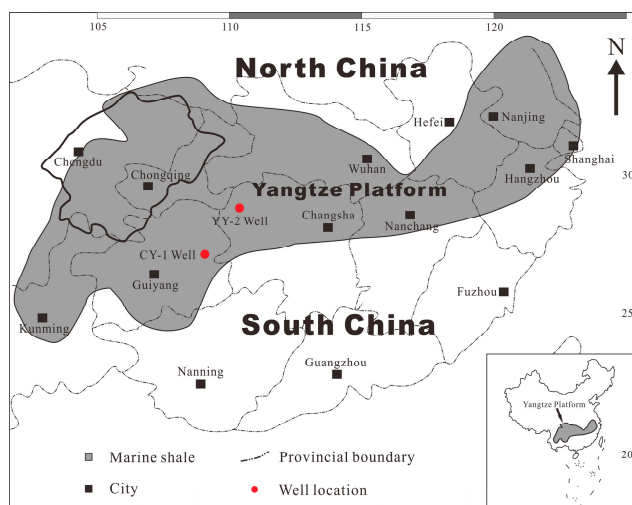 105
110
115
120
North China
N
Hefei
Nanjing
Chengdu
Chongqing
Wuhan
Shanghai
Hangzhou
30
Yangtze Platform
YY-2 Well
Changsha
Nanchang
CY-1 Well
Guiyang
Fuzhou
Kunming
South China
25
Nanning
Guangzhou
Yangtze Platform
Marine shale
Provincial boundary
20
City
Well location